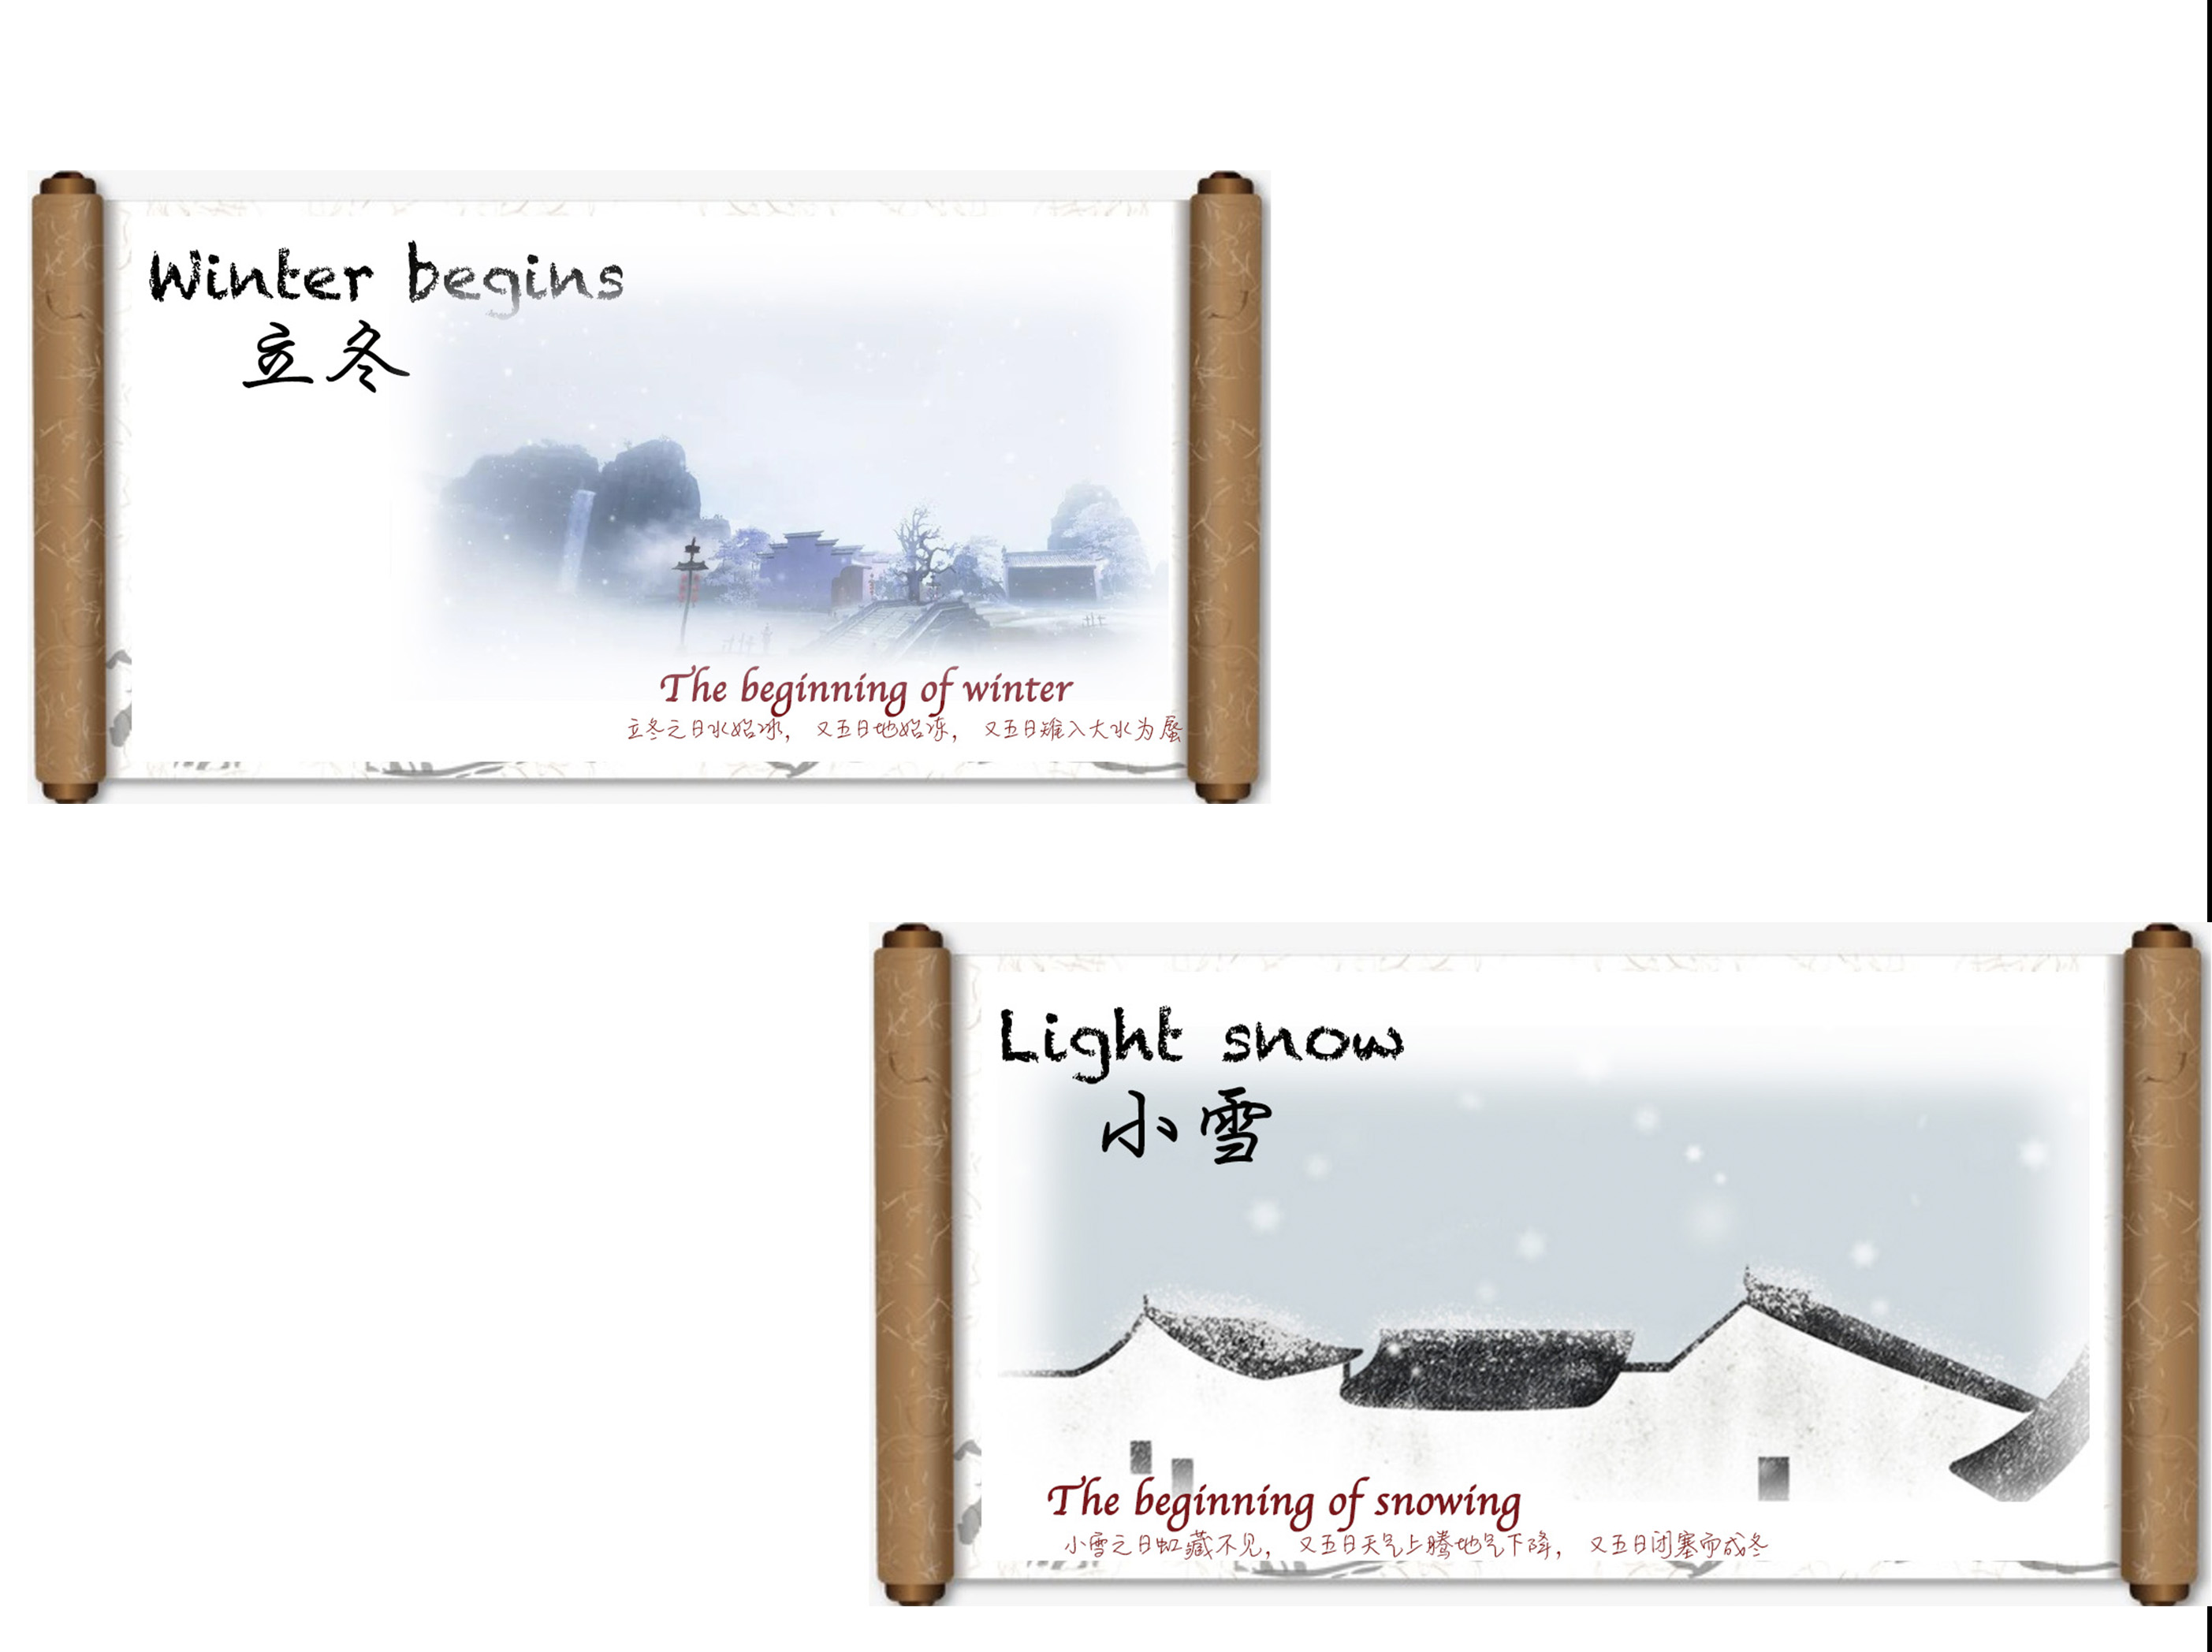 Winter begins
立冬
The beginning of winter
立冬之日水始冰， 又五日地始冻， 又五日雉入大水为蜃
Light snow
小雪
The beginning of snowing
小雪之日虹藏不见， 又五日天气上腾地气下降， 又五日闭塞而成冬